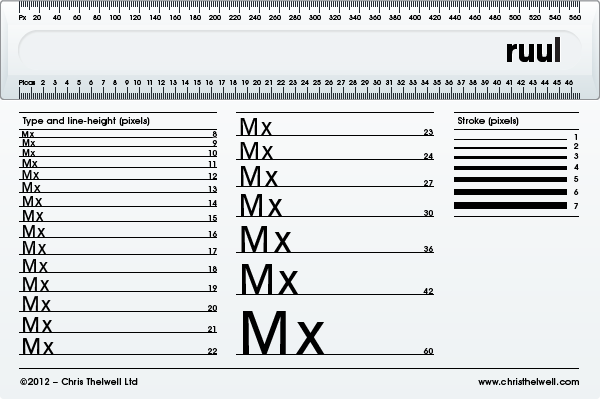 Px 20 40 60 80 100 120 140 160 180 200 220 240 260 280 300 320 340 360 380 400 420 440 460 480 500 520 540 560
ruul
Picas 2 3 4 5 6 7 8 9 10 11 12 13 14 15 16 17 18 19 20 21 22 23 24 25 26 27 28 29 30 31 32 33 34 35 36 37 38 39 40 41 42 43 44 45 46
Type and line-height (pixels)
Mx 8
Mx 9
Mx 10
Mx 11
Mx 12
Mx 13
Mx 14
Mx 15
Mx 16
Mx 17
Mx 18
Mx 19
Mx 20
Mx 21
Mx 22
Mx 23
Mx 24
Mx 27
Mx 30
Mx 36
Mx 42
Mx 60
Stroke (pixels)
1
2
3
4
5
6
7
©2012 – Chris Thelwell Ltd
www.christhelwell.com